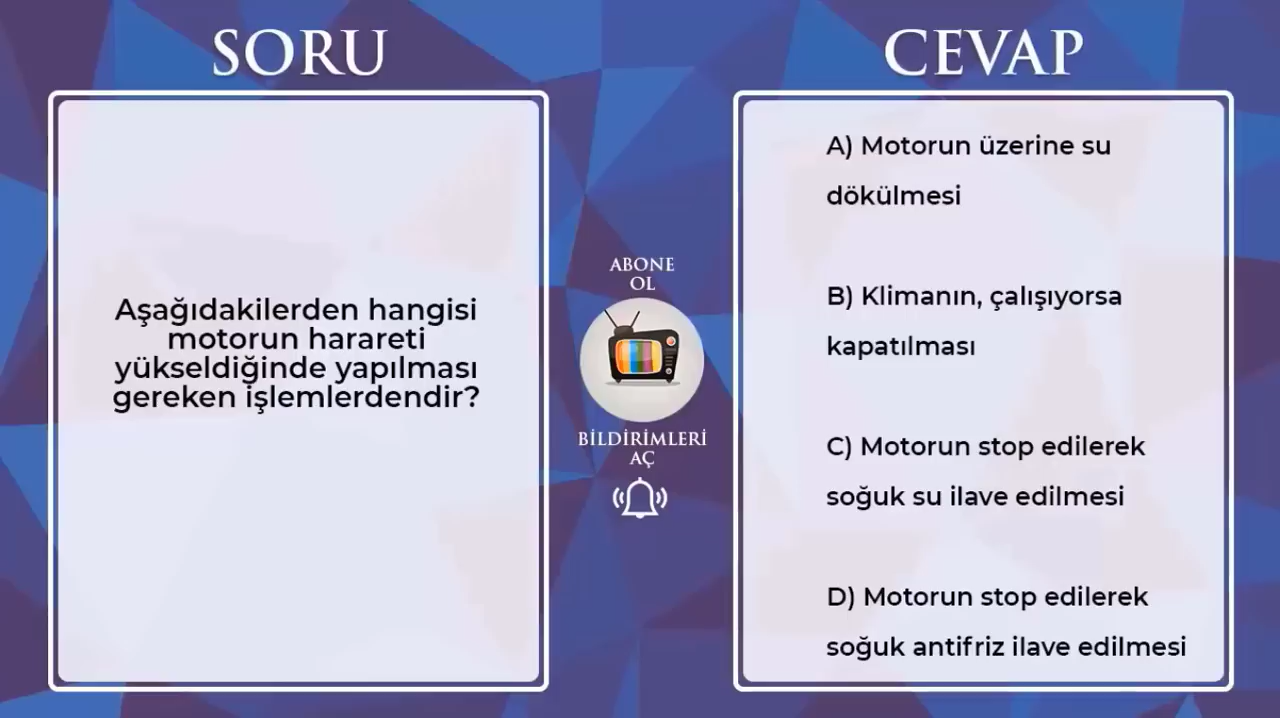 SORU
Aşağıdakilerden hangisi
motorun harareti
yükseldiğinde yapılması
gereken işlemlerdendir?
ABONE
OL
BİLDİRİMLERİ
AÇ
CEVAP
A) Motorun üzerine su
dökülmesi
B) Klimanın, çalışıyorsa
kapatılması
C) Motorun stop edilerek
soğuk su ilave edilmesi
D) Motorun stop edilerek
soğuk antifriz ilave edilmesi